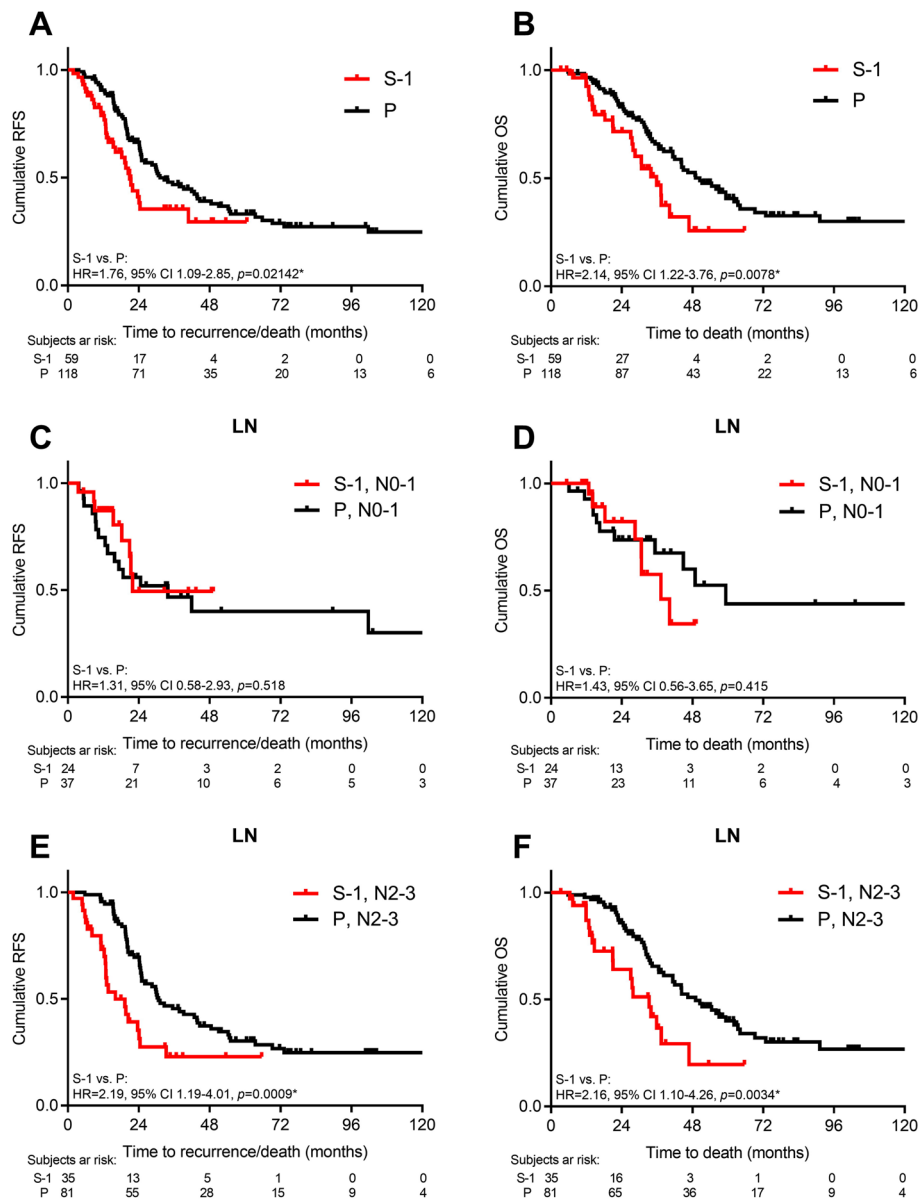 A
B
1.0
0.5
0.0
Cumulative RFS
S-1
P
S-1 vs. P:
HR=1.76, 95% CI 1.09-2.85, p=0.02142*
0 24 48 72 96 120
Time to recurrence/death (months)
Subjects ar risk:
S-1 59 17 4 2 0 0
P 118 71 35 20 13 6
1.0
0.5
0.0
Cumulative OS
S-1
P
S-1 vs. P:
HR=2.14, 95% CI 1.22-3.76, p=0.0078*
0 24 48 72 96 120
Time to death (months)
Subjects ar risk:
S-1 59 27 4 2 0 0
P 118 87 43 22 13 6
C
LN
D
LN
1.0
0.5
0.0
Cumulative RFS
S-1, N0-1
P, N0-1
S-1 vs. P:
HR=1.31, 95% CI 0.58-2.93, p=0.518
0 24 48 72 96 120
Time to recurrence/death (months)
Subjects ar risk:
S-1 24 7 3 2 0 0
P 37 21 10 6 5 3
1.0
0.5
0.0
Cumulative OS
S-1, N0-1
P, N0-1
S-1 vs. P:
HR=1.43, 95% CI 0.56-3.65, p=0.415
0 24 48 72 96 120
Time to death (months)
Subjects ar risk:
S-1 24 13 3 2 0 0
P 37 23 11 6 4 3
E
LN
F
LN
1.0
0.5
0.0
Cumulative RFS
S-1, N2-3
P, N2-3
S-1 vs. P:
HR=2.19, 95% CI 1.19-4.01, p=0.0009*
0 24 48 72 96 120
Time to recurrence/death (months)
Subjects ar risk:
S-1 35 13 5 1 0 0
P 81 55 28 15 9 4
1.0
0.5
0.0
Cumulative OS
S-1, N2-3
P, N2-3
S-1 vs. P:
HR=2.16, 95% CI 1.10-4.26, p=0.0034*
0 24 48 72 96 120
Time to death (months)
Subjects ar risk:
S-1 35 16 3 1 0 0
P 81 65 36 17 9 4